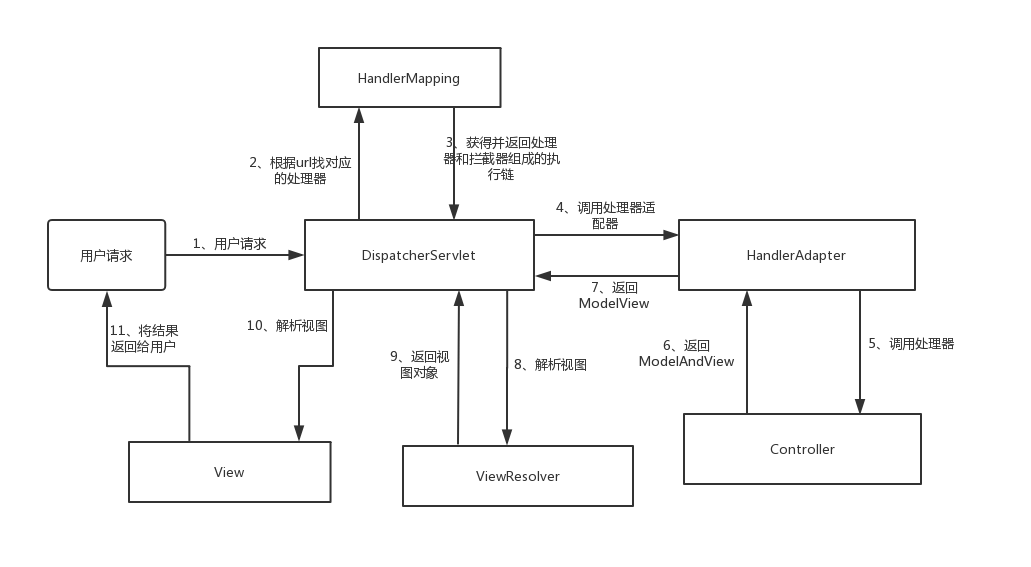 HandlerMapping
2、根据url找对应
的处理器
3、获得并返回处理
器和拦截器组成的执
行链
4、调用处理器适
配器
用户请求
1、用户请求
DispatcherServlet
HandlerAdapter
7、返回
ModelView
11、将结果
返回给用户
10、解析视图
9、返回视
图对象
8、解析视图
6、返回
ModelAndView
5、调用处理器
View
ViewResolver
Controller